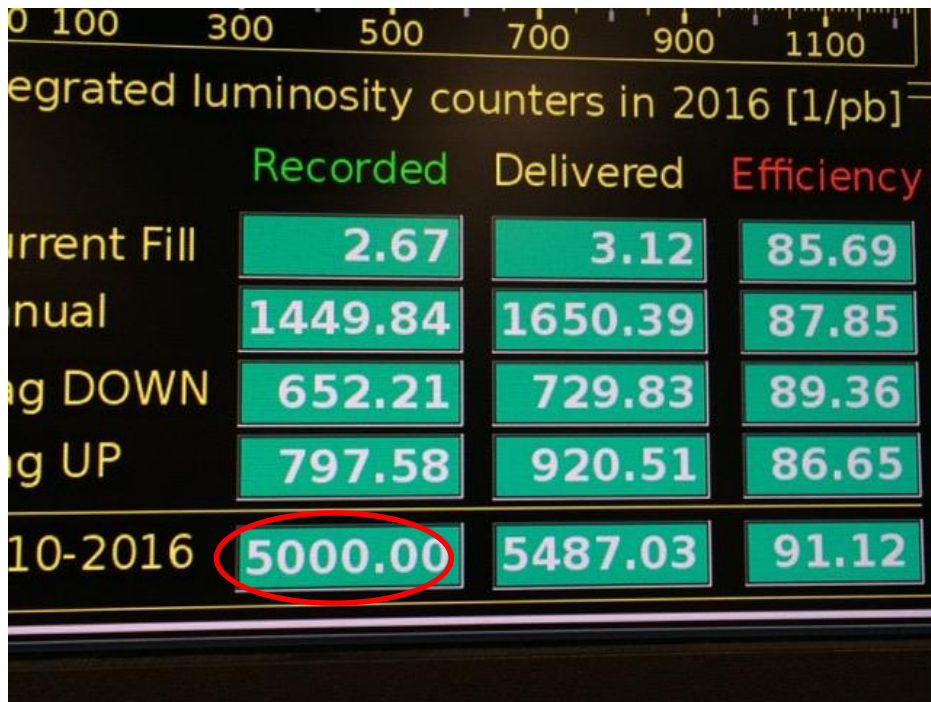 0 100 300 500 700 900 1100
egrated luminosity counters in 2016 [1/pb]
Recorded Delivered Efficiency
urrent Fill 2.67 3.12 85.69
nual 1449.84 1650.39 87.85
ag DOWN 652.21 729.83 89.36
ag UP 797.58 920.51 86.65
10-2016 5000.00 5487.03 91.12